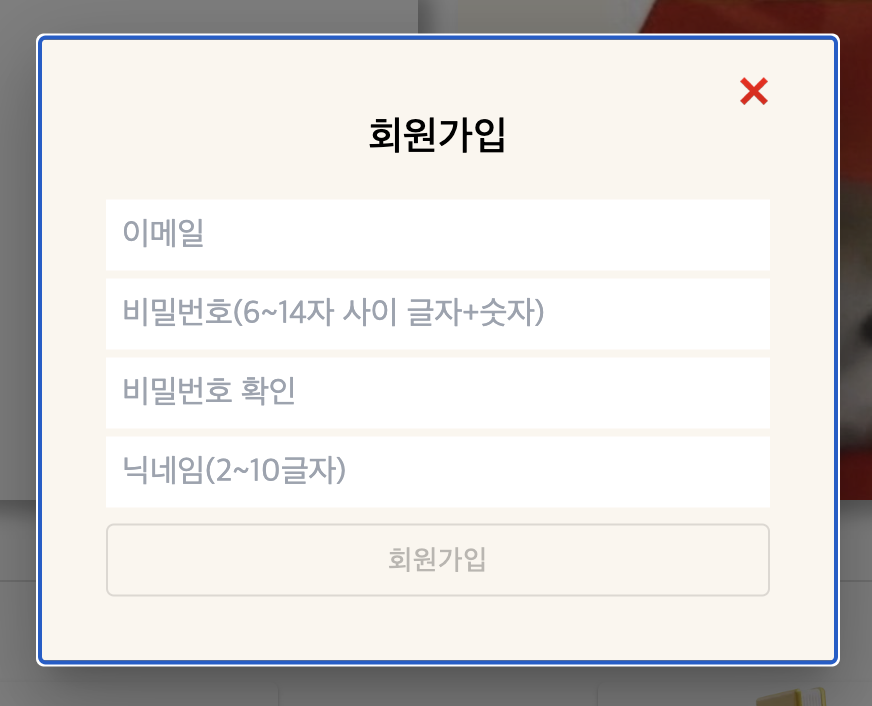 회원가입
이메일
비밀번호(6~14자 사이 글자+숫자)
비밀번호 확인
닉네임(2~10글자)
회원가입